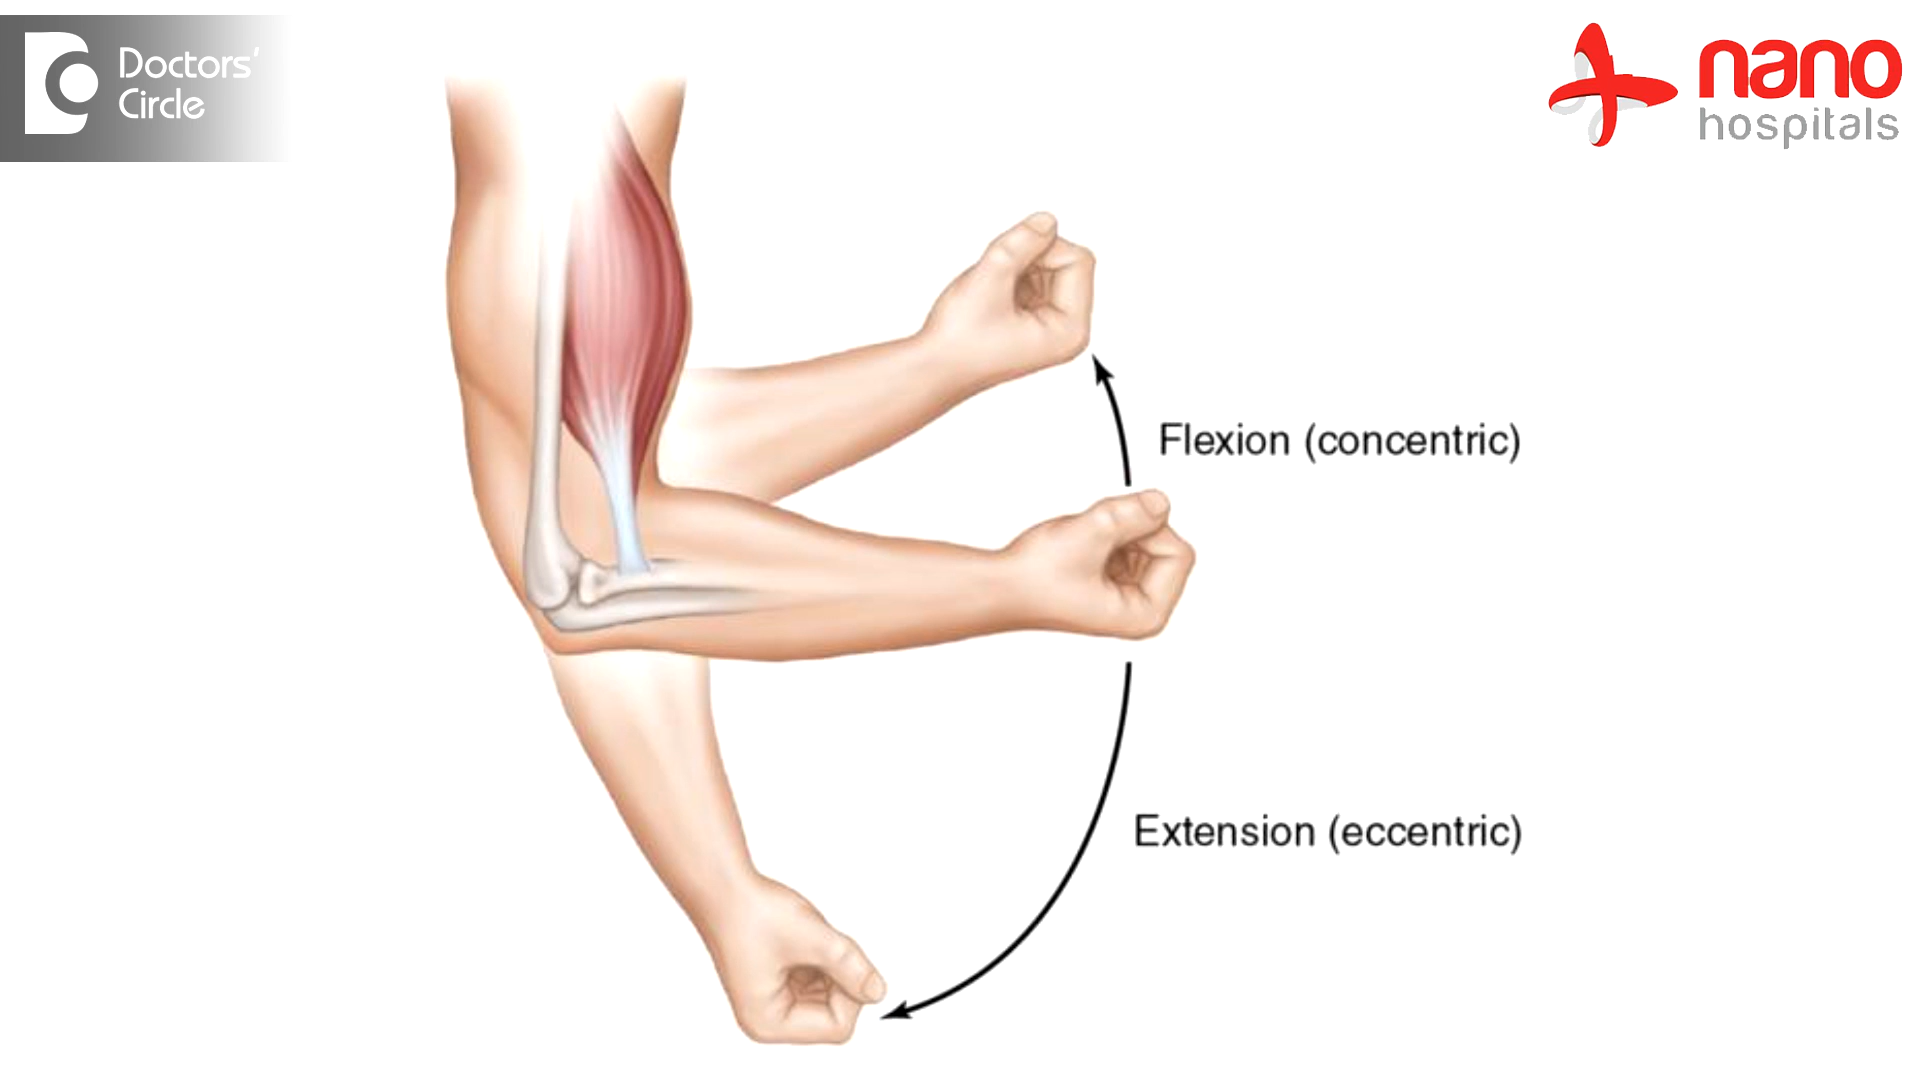 Doctors'
Circle
nano
hospitals
Flexion (concentric)
Extension (eccentric)